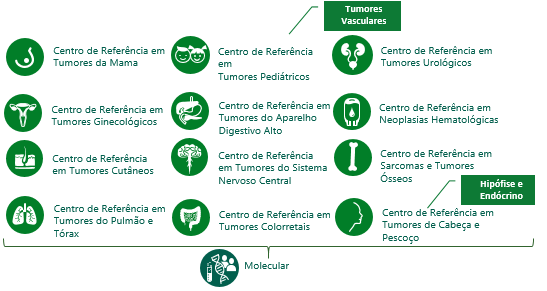 Tumores
Vasculares
Centro de Referência em
Tumores da Mama
Centro de Referência
em
Tumores Pediátricos
Centro de Referência em
Tumores Urológicos
Centro de Referência em
Tumores Ginecológicos
Centro de Referência em
Tumores do Aparelho
Digestivo Alto
Centro de Referência em
Neoplasias Hematológicas
Centro de Referência
em Tumores Cutâneos
Centro de Referência
em Tumores do Sistema
Nervoso Central
Centro de Referência em
Sarcomas e Tumores
Ósseos
Hipófise e
Endócrino
Centro de Referência em
Tumores do Pulmão e
Tórax
Centro de Referência em
Tumores Colorretais
Centro de Referência em
Tumores de Cabeça e
Pescoço
Molecular